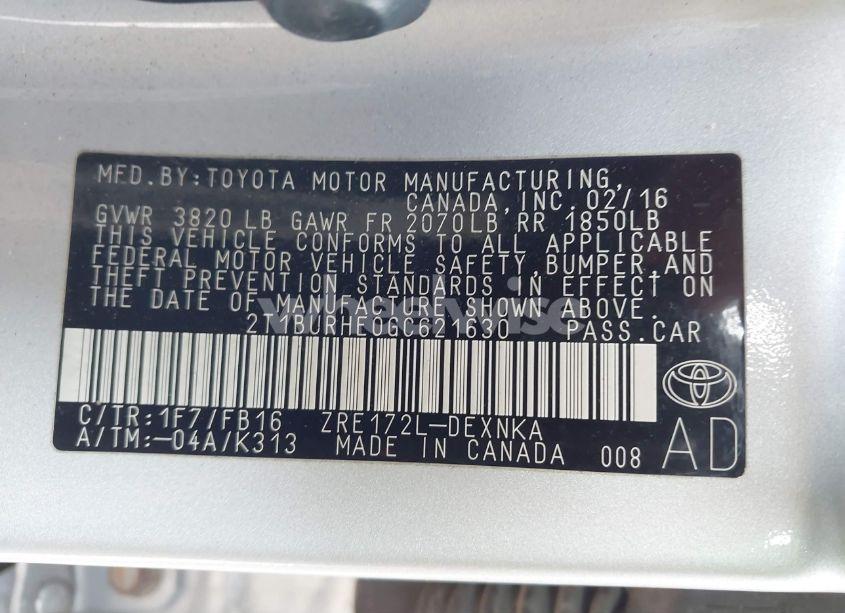 MFD.BY:TOYOTA MOTOR MANUFACTURING,
CANADA,INC.02/16
GVWR 3820 LB GAWR FR 2070LB RR 1850LB
THIS VEHICLE CONFORMS TO ALL APPLICABLE
FEDERAL MOTOR VEHICLE SAFETY,BUMPER,AND
THEFT PREVENTION STANDARDS IN EFFECT ON
THE DATE OF MANUFACTURE SHOWN ABOVE.
2T1BURHE0GC621630 PASS.CAR
C/TR:1F7/FB16 ZRE172L-DEXNKA
A/TM:-04A/K313 MADE IN CANADA 008
AD